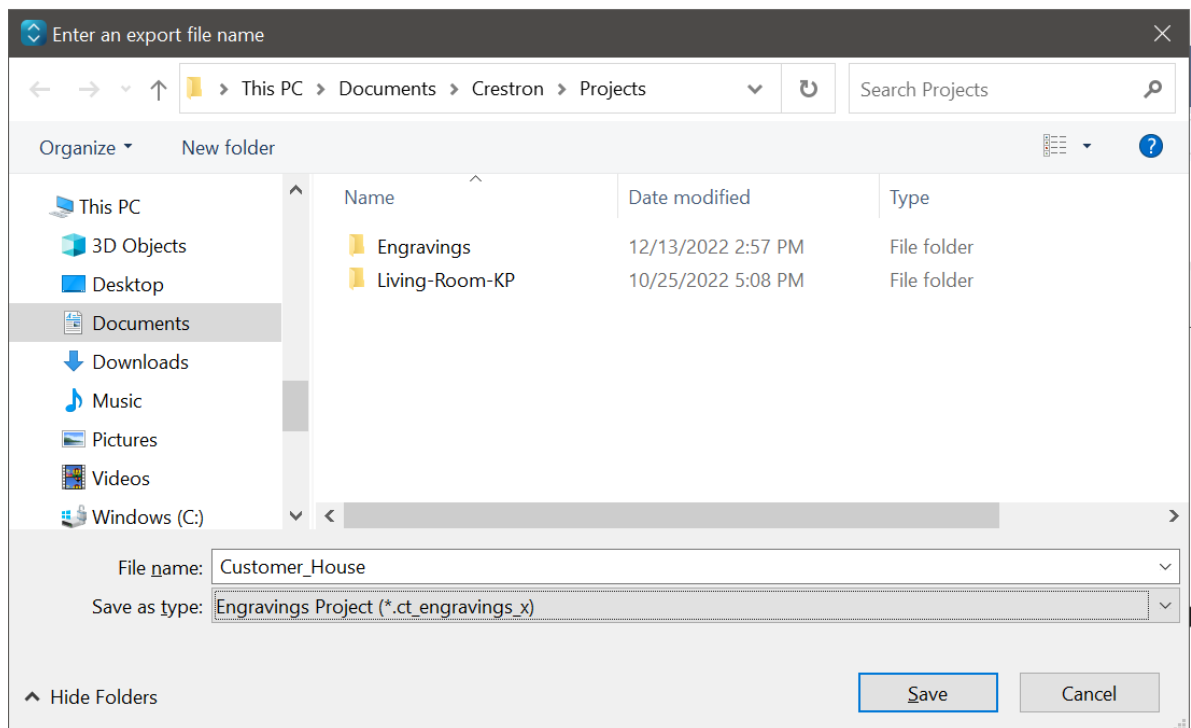 Enter an export file name
This PC > Documents > Crestron > Projects
Search Projects
Organize
New folder
?
This PC
3D Objects
Desktop
Documents
Downloads
Music
Pictures
Videos
Windows (C:)
Name Date modified Type
Engravings 12/13/2022 2:57 PM File folder
Living-Room-KP 10/25/2022 5:08 PM File folder
File name: Customer_House
Save as type: Engravings Project (*.ct_engravings_x)
Hide Folders
Save
Cancel